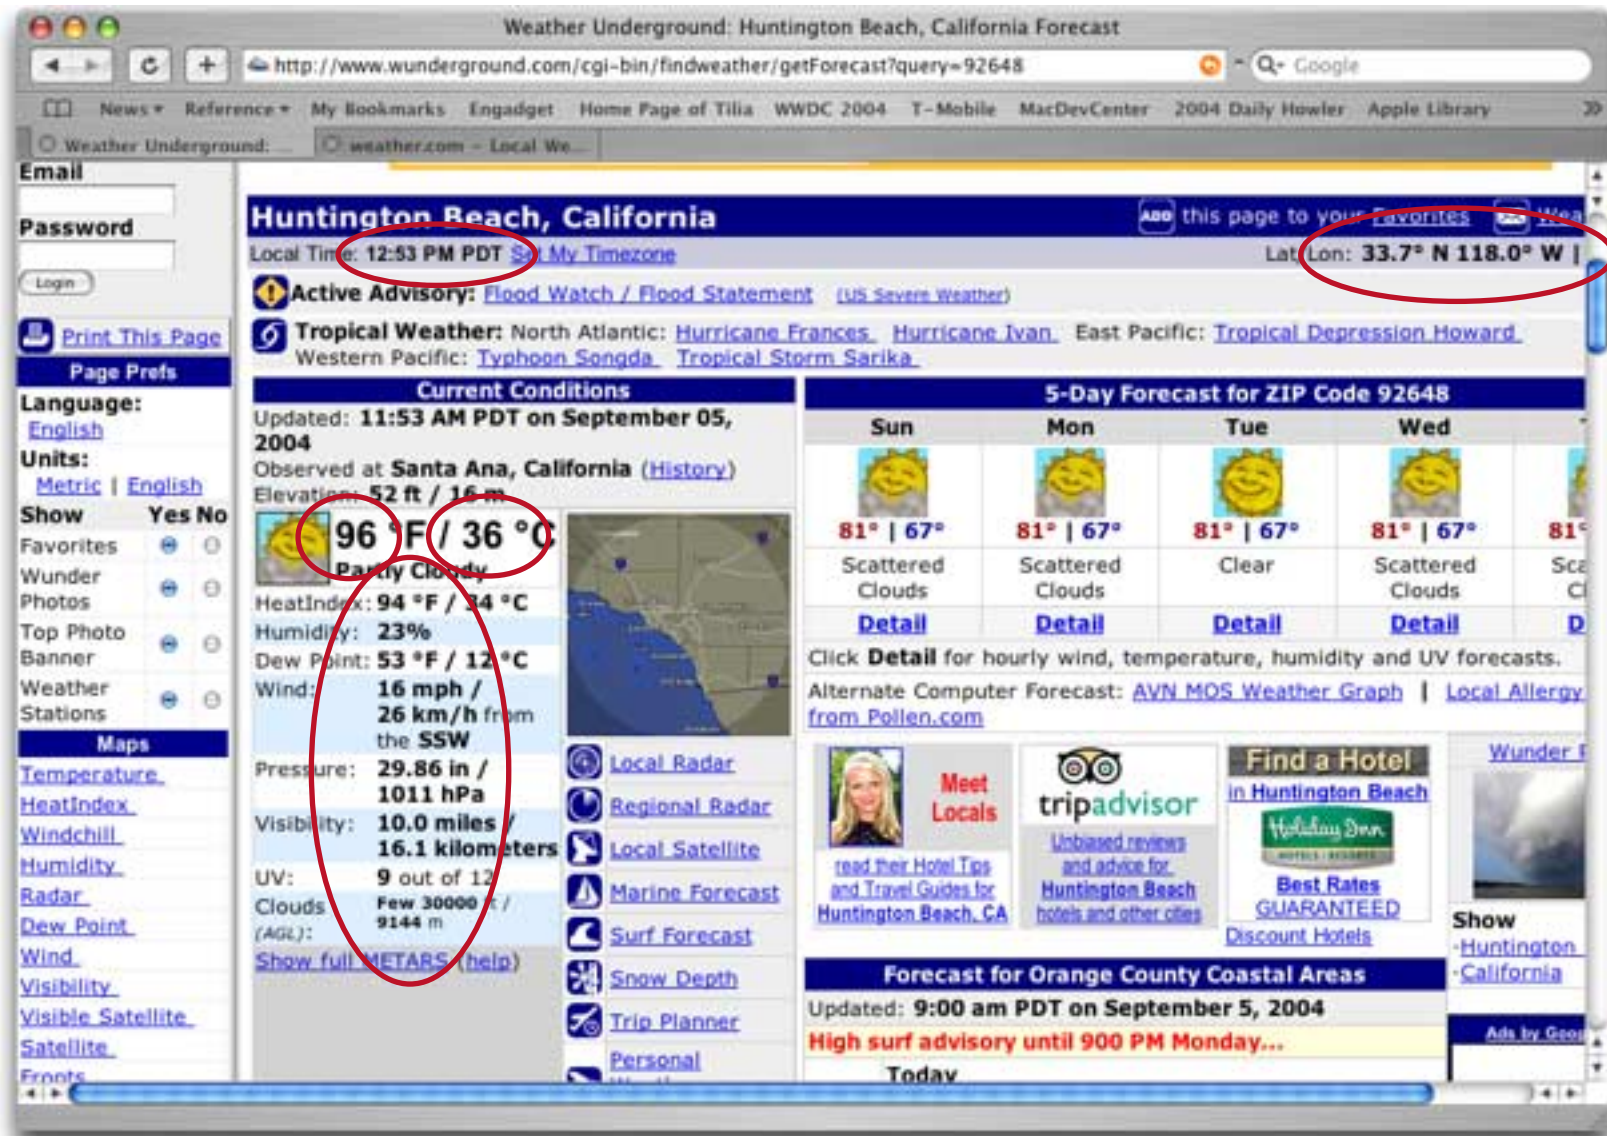 Weather Underground: Huntington Beach, California Forecast
http://www.wunderground.com/cgi-bin/findweather/getForecast?query=92648
Google
News Reference My Bookmarks Engadget Home Page of Tilia WWDC 2004 T-Mobile MacDevCenter 2004 Daily Howler Apple Library
Weather Underground: ... weather.com - Local We...
Email
Password
Login
Print This Page
Page Prefs
Language:
English
Units:
Metric | English
Show Yes No
Favorites
Wunder
Photos
Top Photo
Banner
Weather
Stations
Maps
Temperature
HeatIndex
Windchill
Humidity
Radar
Dew Point
Wind
Visibility
Visible Satellite
Satellite
Fronts
Huntington Beach, California
ADD this page to your Favorites Wea
Local Time: 12:53 PM PDT Set My Timezone
Lat/Lon: 33.7° N 118.0° W |
Active Advisory: Flood Watch / Flood Statement (US Severe Weather)
Tropical Weather: North Atlantic: Hurricane Frances Hurricane Ivan East Pacific: Tropical Depression Howard
Western Pacific: Typhoon Songda Tropical Storm Sarika
Current Conditions
Updated: 11:53 AM PDT on September 05,
2004
Observed at Santa Ana, California (History)
Elevation: 52 ft / 16 m
96 °F / 36 °C
Partly Cloudy
HeatIndex: 94 °F / 34 °C
Humidity: 23%
Dew Point: 53 °F / 12 °C
Wind: 16 mph /
26 km/h from
the SSW
Pressure: 29.86 in /
1011 hPa
Visibility: 10.0 miles /
16.1 kilometers
UV: 9 out of 12
Clouds Few 30000 ft /
(AGL): 9144 m
Show full METARS (help)
Local Radar
Regional Radar
Local Satellite
Marine Forecast
Surf Forecast
Snow Depth
Trip Planner
Personal
5-Day Forecast for ZIP Code 92648
Sun Mon Tue Wed
81° | 67° 81° | 67° 81° | 67° 81° | 67° 81°
Scattered Scattered Clear Scattered Sca
Clouds Clouds Clouds Cl
Detail Detail Detail Detail D
Click Detail for hourly wind, temperature, humidity and UV forecasts.
Alternate Computer Forecast: AVN MOS Weather Graph | Local Allergy
from Pollen.com
Meet
Locals
read their Hotel Tips
and Travel Guides for
Huntington Beach, CA
tripadvisor
Unbiased reviews
and advice for
Huntington Beach
hotels and other cities
Find a Hotel
in Huntington Beach
Holiday Inn
HOTELS · RESORTS
Best Rates
GUARANTEED
Discount Hotels
Wunder P
Show
-Huntington
-California
Forecast for Orange County Coastal Areas
Updated: 9:00 am PDT on September 5, 2004
High surf advisory until 900 PM Monday...
Today
Ads by Goog